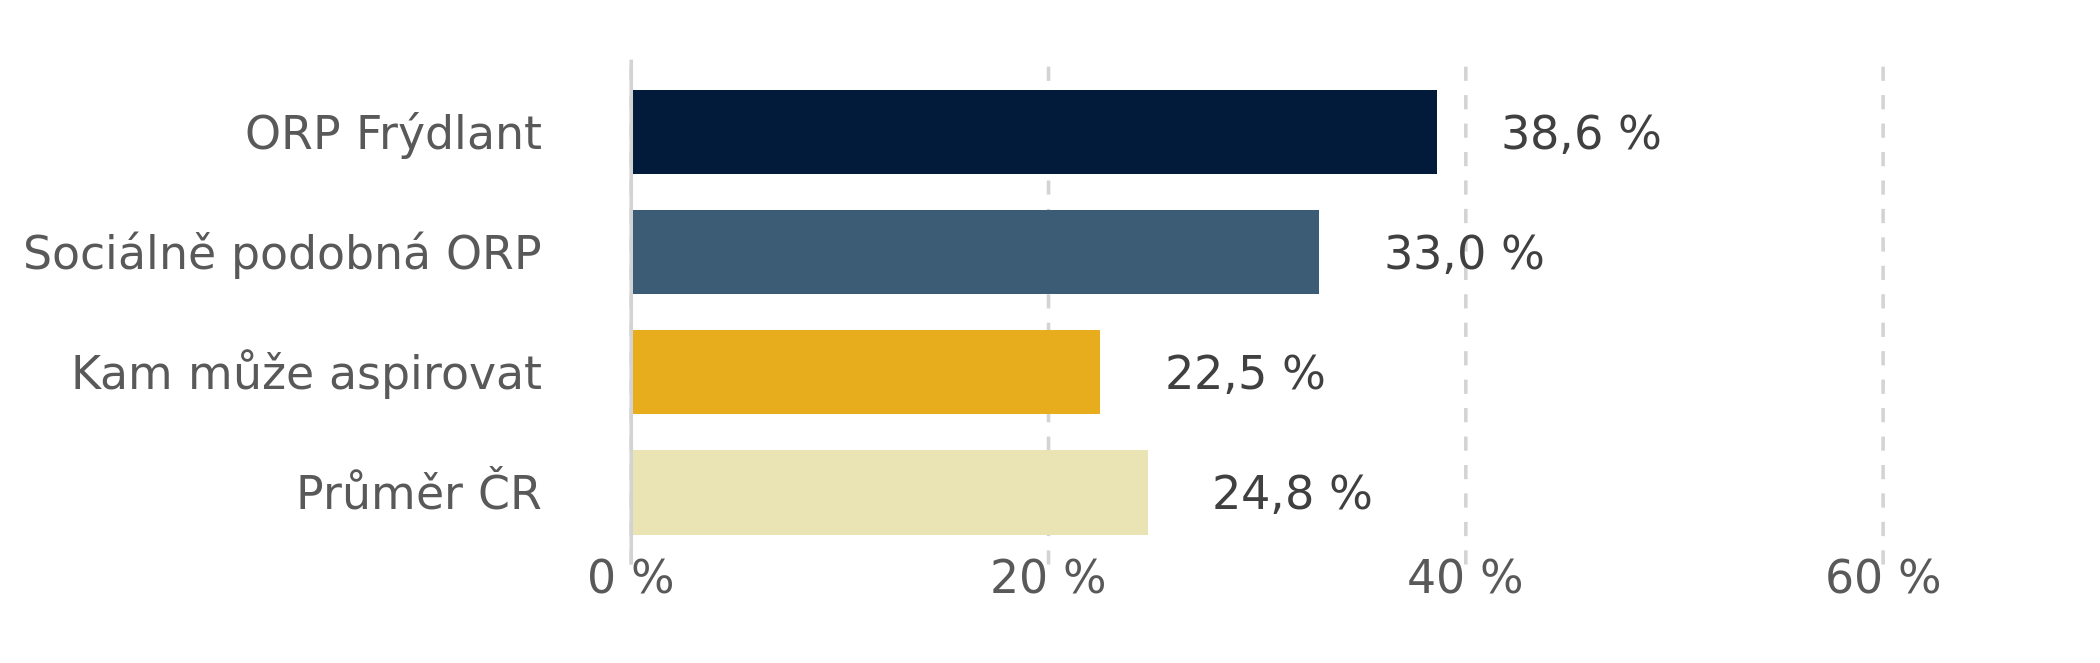 ORP Frýdlant 38,6 %
Sociálně podobná ORP 33,0 %
Kam může aspirovat 22,5 %
Průměr ČR 24,8 %
0 % 20 % 40 % 60 %